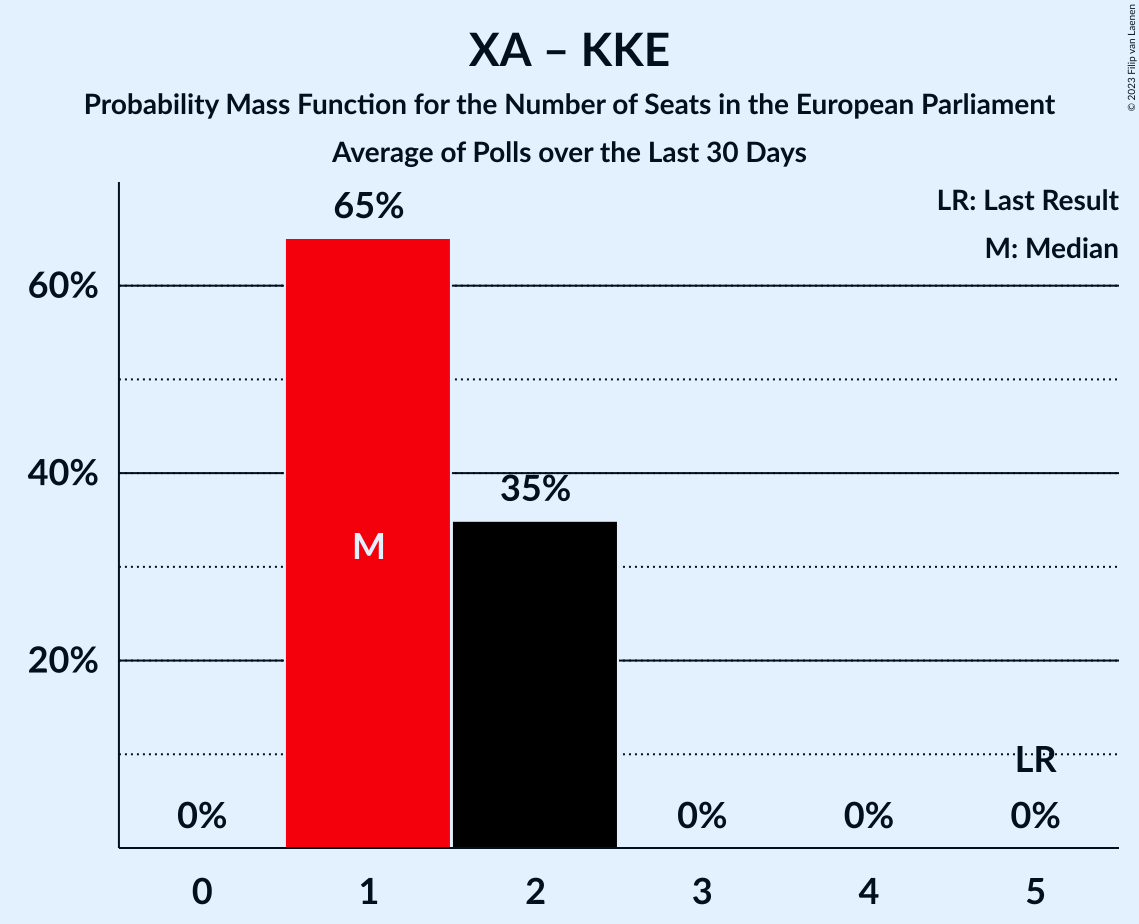 XA – KKE
Probability Mass Function for the Number of Seats in the European Parliament
Average of Polls over the Last 30 Days
© 2023 Filip van Laenen
LR: Last Result
M: Median
65%
60%
40%
35%
M
20%
LR
0%
0%
0%
0%
0
1
2
3
4
5